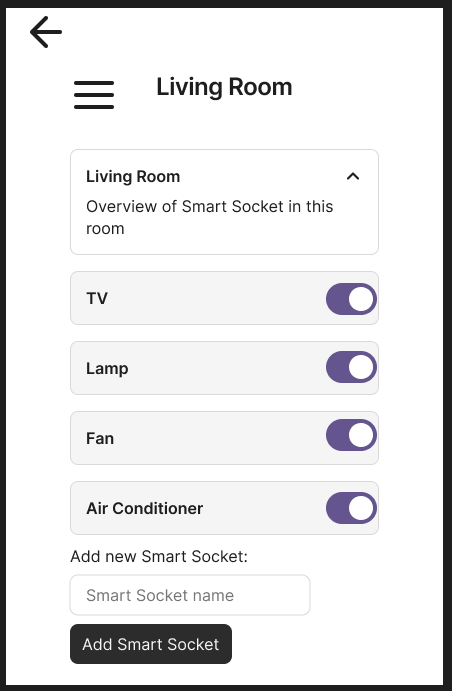 Living Room
Living Room
Overview of Smart Socket in this
room
TV
Lamp
Fan
Air Conditioner
Add new Smart Socket:
Smart Socket name
Add Smart Socket